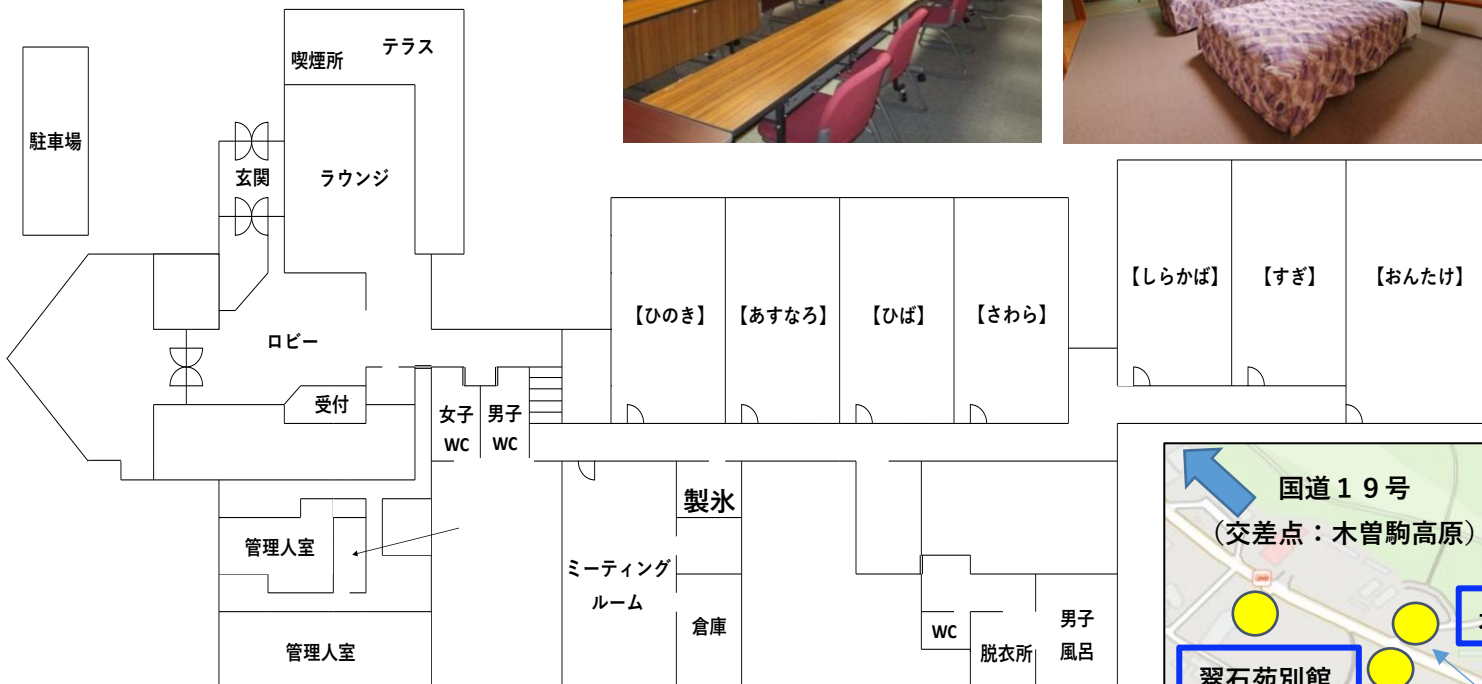 テラス
喫煙所
駐車場
玄関
ラウンジ
ロビー
受付
女子
WC
男子
WC
【ひのき】
【あすなろ】
【ひば】
【さわら】
【しらかば】
【すぎ】
【おんたけ】
管理人室
管理人室
ミーティング
ルーム
製氷
倉庫
WC
脱衣所
男子
風呂
国道１９号
（交差点：木曽駒高原）
翠石苑別館